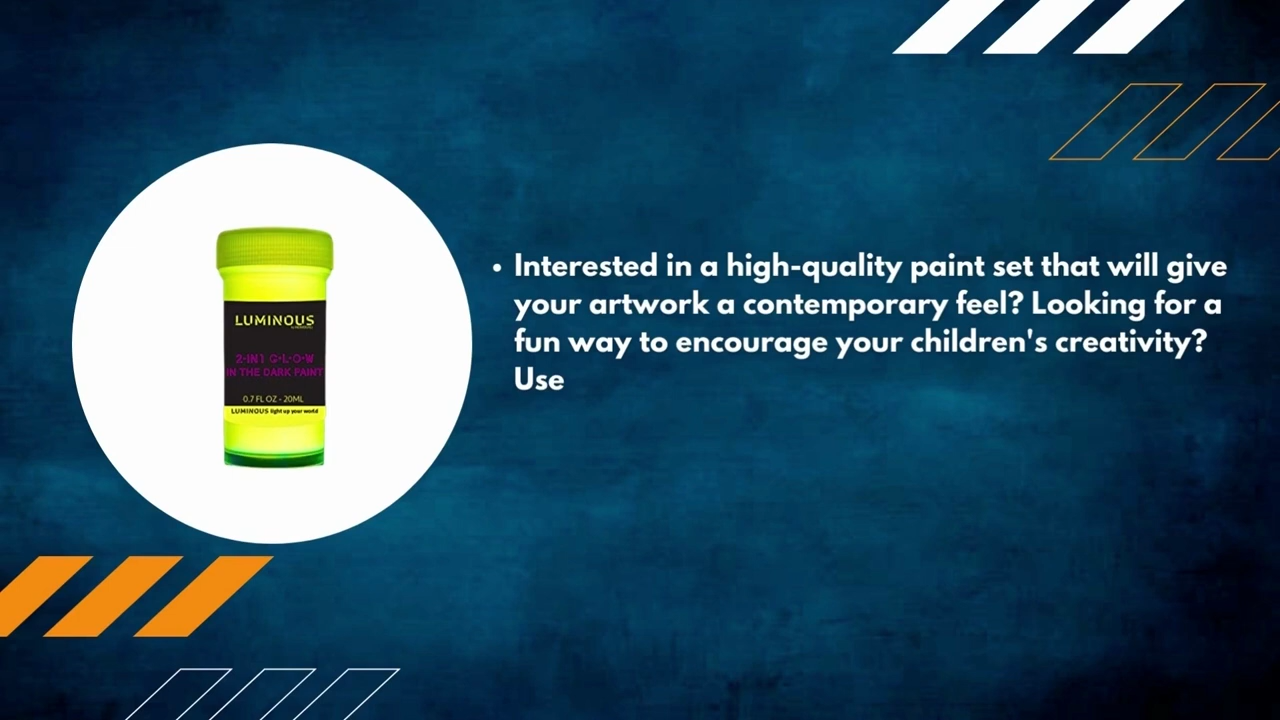 LUMINOUS
2-IN1 G·L·O·W
IN THE DARK PAINT
0.7 FL OZ - 20ML
LUMINOUS light up your world
• Interested in a high-quality paint set that will give
your artwork a contemporary feel? Looking for a
fun way to encourage your children's creativity?
Use